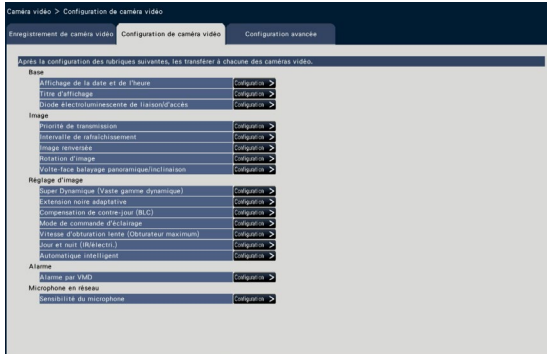 Caméra vidéo > Configuration de caméra vidéo
Enregistrement de caméra vidéo Configuration de caméra vidéo Configuration avancée
Après la configuration des rubriques suivantes, les transférer à chacune des caméras vidéo.
Base
Affichage de la date et de l'heure Configuration >
Titre d'affichage Configuration >
Diode électroluminescente de liaison/d'accès Configuration >
Image
Priorité de transmission Configuration >
Intervalle de rafraîchissement Configuration >
Image renversée Configuration >
Rotation d'image Configuration >
Volte-face balayage panoramique/inclinaison Configuration >
Réglage d'image
Super Dynamique (Vaste gamme dynamique) Configuration >
Extension noire adaptative Configuration >
Compensation de contre-jour (BLC) Configuration >
Mode de commande d'éclairage Configuration >
Vitesse d'obturation lente (Obturateur maximum) Configuration >
Jour et nuit (IR/électri.) Configuration >
Automatique intelligent Configuration >
Alarme
Alarme par VMD Configuration >
Microphone en réseau
Sensibilité du microphone Configuration >